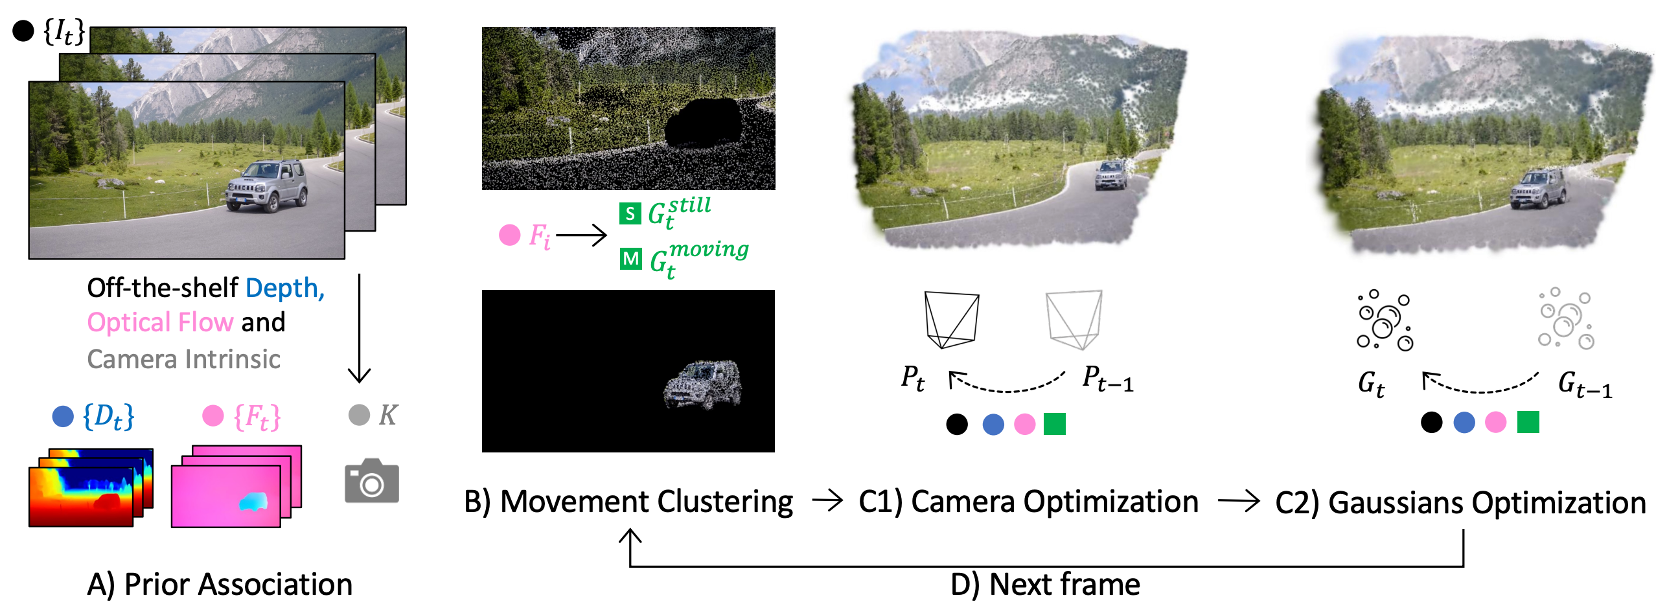 {I_t}
Off-the-shelf Depth,
Optical Flow and
Camera Intrinsic
{D_t} {F_t} K
A) Prior Association
F_i
S G_t^{still}
M G_t^{moving}
B) Movement Clustering
P_t P_{t-1}
C1) Camera Optimization
G_t G_{t-1}
C2) Gaussians Optimization
D) Next frame